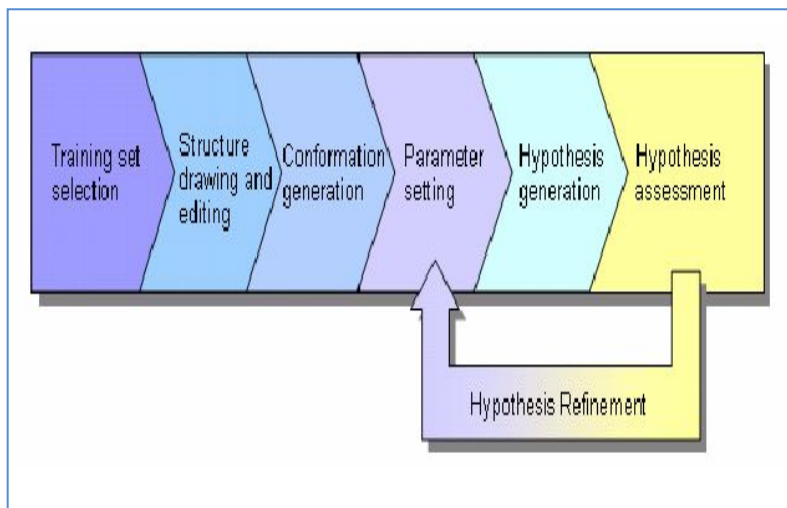 Training set
selection
Structure
drawing and
editing
Conformation
generation
Parameter
setting
Hypothesis
generation
Hypothesis
assessment
Hypothesis Refinement